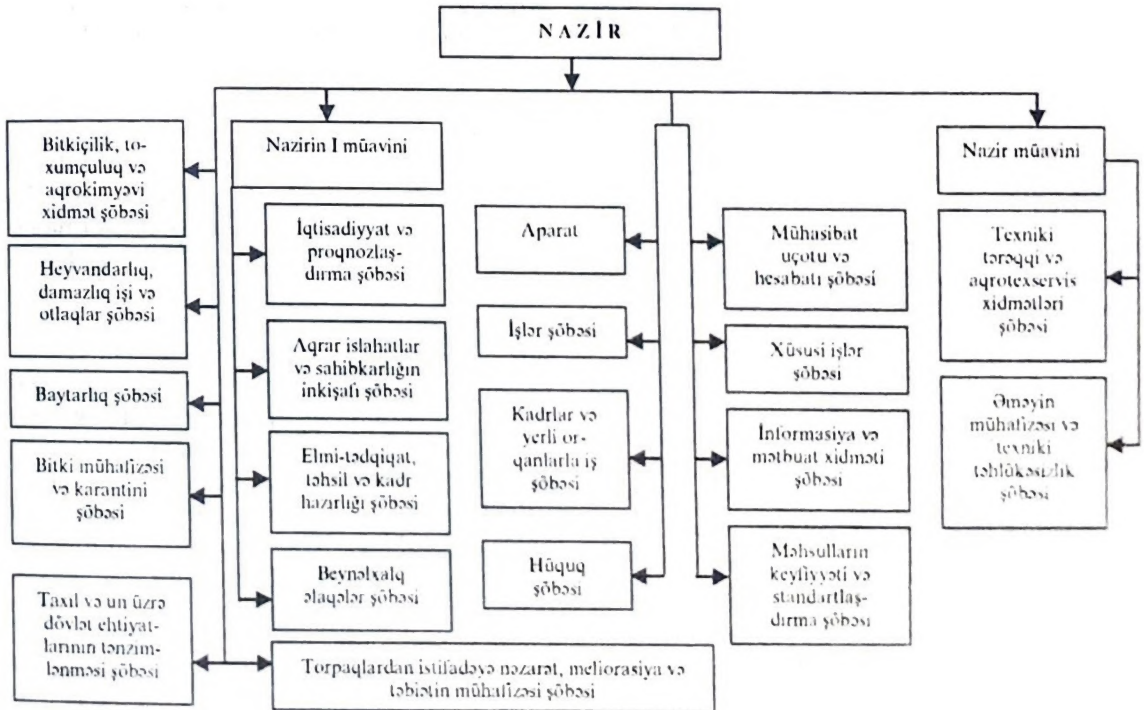 NAZİR
Nazirin I müavini
Nazir müavini
Bitkiçilik, to-
xumçuluq və
aqrokimyəvi
xidmət şöbəsi
Heyvandarlıq,
damazlıq işi və
otlaqlar şöbəsi
Baytarlıq şöbəsi
Bitki mühafizəsi
və karantini
şöbəsi
Taxıl və un üzrə
dövlət ehtiyat-
larının tənzim-
lənməsi şöbəsi
İqtisadiyyat və
proqnozlaş-
dırma şöbəsi
Aqrar islahatlar
və sahibkarlığın
inkişafı şöbəsi
Elmi-tədqiqat,
təhsil və kadr
hazırlığı şöbəsi
Beynəlxalq
əlaqələr şöbəsi
Torpaqlardan istifadəyə nəzarət, meliorasiya və
təbiətin mühafizəsi şöbəsi
Aparat
İşlər şöbəsi
Kadrlar və
yerli or-
qanlarla iş
şöbəsi
Hüquq
şöbəsi
Mühasibat
uçotu və
hesabatı şöbəsi
Xüsusi işlər
şöbəsi
İnformasiya və
mətbuat xidməti
şöbəsi
Məhsulların
keyfiyyəti və
standartlaş-
dırma şöbəsi
Texniki
tərəqqi və
aqrotexservis
xidmətləri
şöbəsi
Əməyin
mühafizəsi və
texniki
təhlükəsizlik
şöbəsi